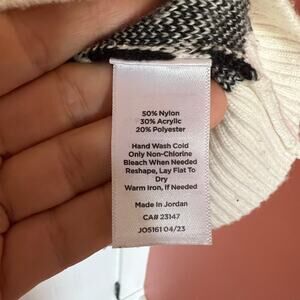 50% Nylon
30% Acrylic
20% Polyester
Hand Wash Cold
Only Non-Chlorine
Bleach When Needed
Reshape, Lay Flat To
Dry
Warm Iron, If Needed
Made In Jordan
CA# 23147
JO5161 04/23